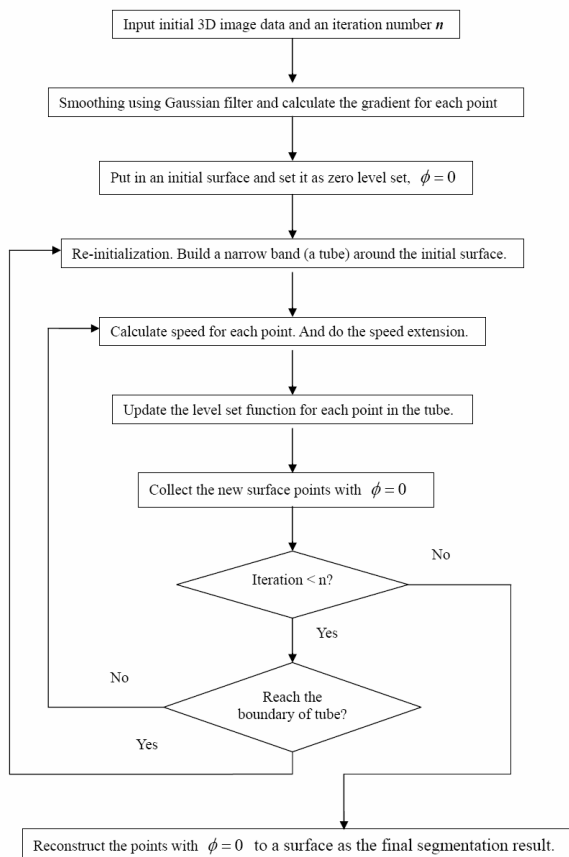 Input initial 3D image data and an iteration number n
Smoothing using Gaussian filter and calculate the gradient for each point
Put in an initial surface and set it as zero level set, ϕ = 0
Re-initialization. Build a narrow band (a tube) around the initial surface.
Calculate speed for each point. And do the speed extension.
Update the level set function for each point in the tube.
Collect the new surface points with ϕ = 0
No
Iteration < n?
Yes
No
Reach the
boundary of tube?
Yes
Reconstruct the points with ϕ = 0 to a surface as the final segmentation result.